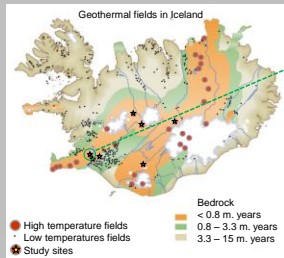 Geothermal fields in Iceland
High temperature fields
Low temperatures fields
Study sites
Bedrock
< 0.8 m. years
0.8 – 3.3 m. years
3.3 – 15 m. years